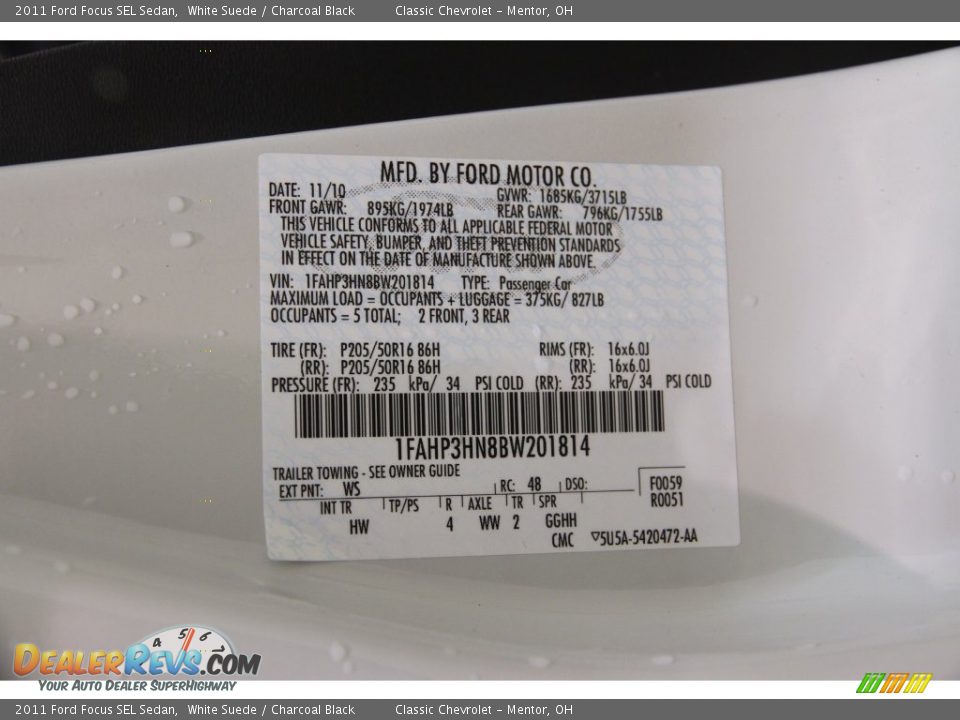 2011 Ford Focus SEL Sedan, White Suede / Charcoal Black Classic Chevrolet – Mentor, OH
MFD. BY FORD MOTOR CO.
DATE: 11/10 GVWR: 1685KG/3715LB
FRONT GAWR: 895KG/1974LB REAR GAWR: 796KG/1755LB
THIS VEHICLE CONFORMS TO ALL APPLICABLE FEDERAL MOTOR
VEHICLE SAFETY, BUMPER, AND THEFT PREVENTION STANDARDS
IN EFFECT ON THE DATE OF MANUFACTURE SHOWN ABOVE.
VIN: 1FAHP3HN8BW201814 TYPE: Passenger Car
MAXIMUM LOAD = OCCUPANTS + LUGGAGE = 375KG/ 827LB
OCCUPANTS = 5 TOTAL; 2 FRONT, 3 REAR
TIRE (FR): P205/50R16 86H RIMS (FR): 16x6.0J
(RR): P205/50R16 86H (RR): 16x6.0J
PRESSURE (FR): 235 kPa/ 34 PSI COLD (RR): 235 kPa/ 34 PSI COLD
1FAHP3HN8BW201814
TRAILER TOWING - SEE OWNER GUIDE
EXT PNT: WS RC: 48 DSO: F0059
INT TR TP/PS R AXLE TR SPR R0051
HW 4 WW 2 GGHH
CMC ▽5U5A-5420472-AA
4 5 6
DEALERREVS.COM
YOUR AUTO DEALER SUPERHIGHWAY
2011 Ford Focus SEL Sedan, White Suede / Charcoal Black Classic Chevrolet – Mentor, OH